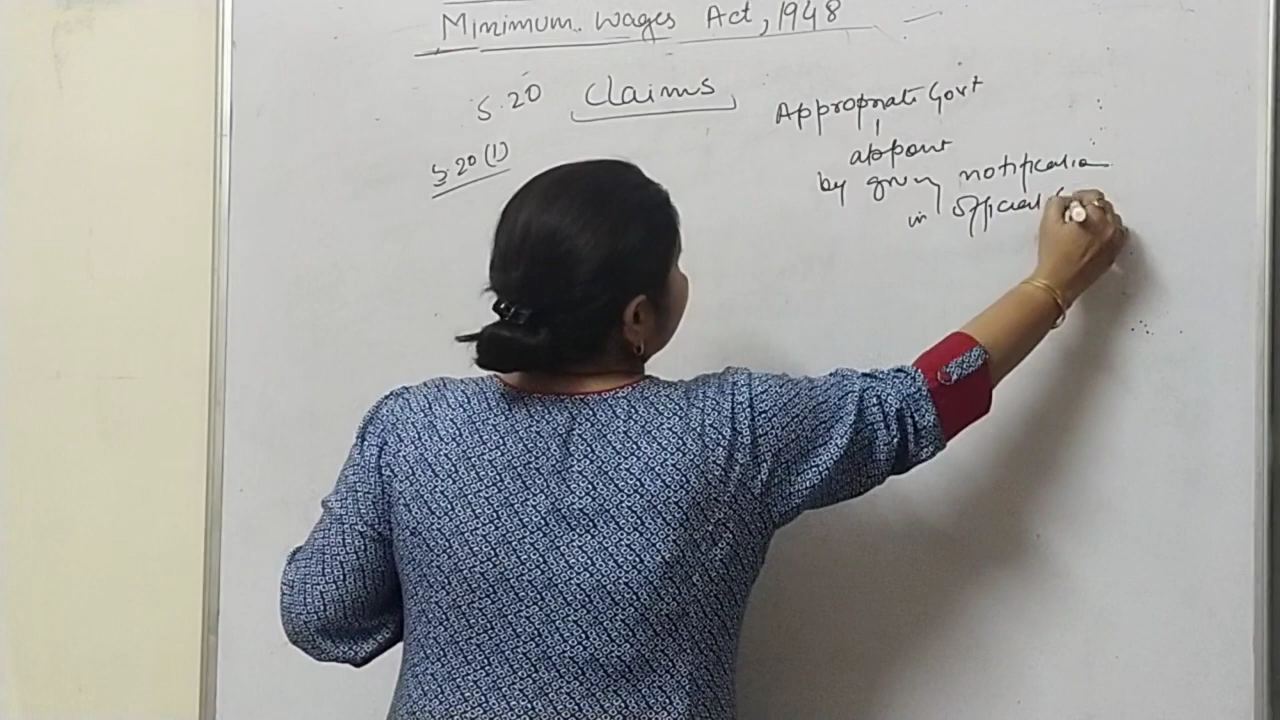 Minimum Wages Act, 1948
S.20 Claims
S.20(1)
Appropriate Govt
appoint
by giving notification
in official